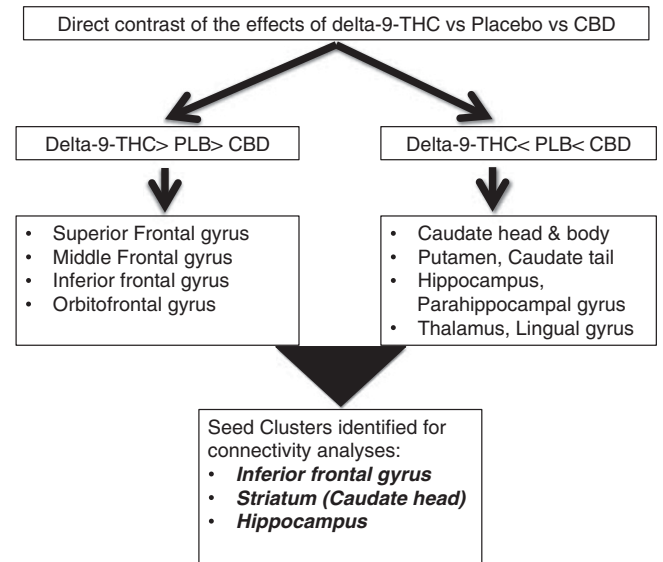 Direct contrast of the effects of delta-9-THC vs Placebo vs CBD
Delta-9-THC> PLB> CBD
Delta-9-THC< PLB< CBD
• Superior Frontal gyrus
• Middle Frontal gyrus
• Inferior frontal gyrus
• Orbitofrontal gyrus
• Caudate head & body
• Putamen, Caudate tail
• Hippocampus,
Parahippocampal gyrus
• Thalamus, Lingual gyrus
Seed Clusters identified for
connectivity analyses:
• Inferior frontal gyrus
• Striatum (Caudate head)
• Hippocampus